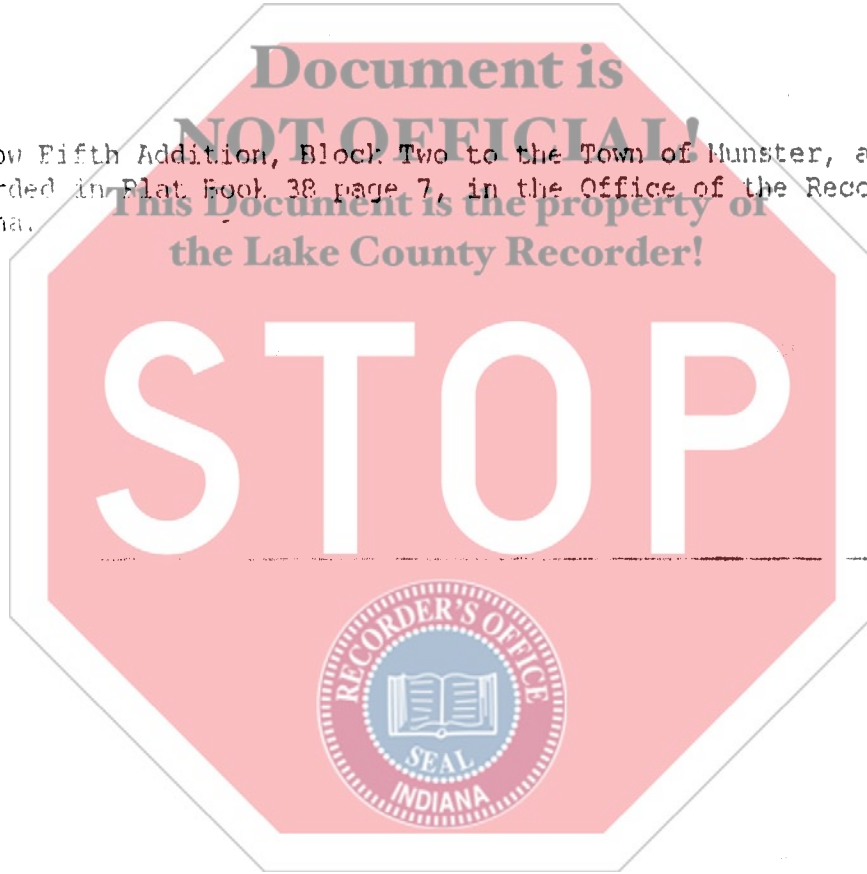 Document is
NOT OFFICIAL!
ow Fifth Addition, Block Two to the Town of Munster, a
rded in Plat Book 38 page 7, in the Office of the Reco
This Document is the property of
na.
the Lake County Recorder!
STOP
RECORDER'S OFFICE
SEAL
INDIANA